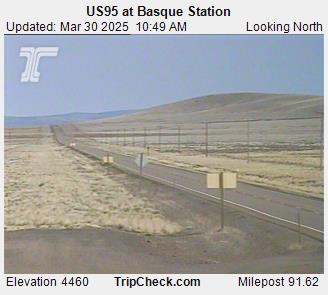 US95 at Basque Station
Updated: Mar 30 2025 10:49 AM Looking North
Elevation 4460 TripCheck.com Milepost 91.62